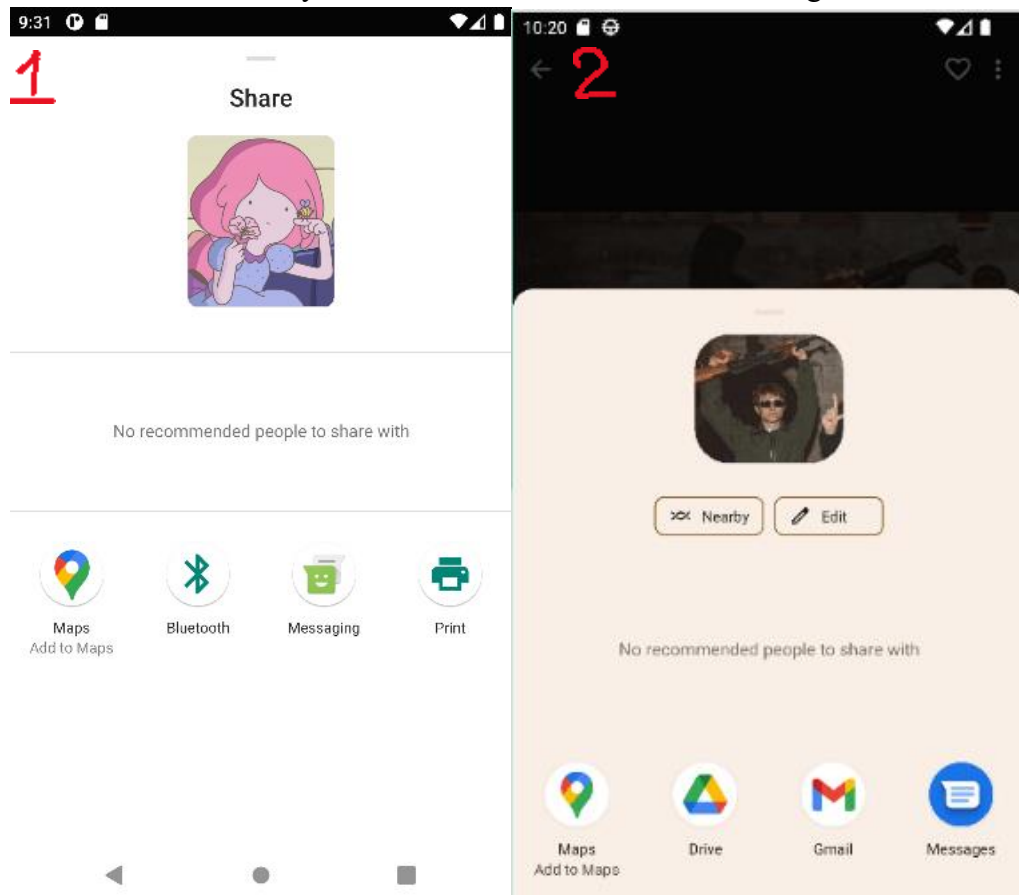 9:31
1
Share
No recommended people to share with
Maps
Add to Maps
Bluetooth
Messaging
Print
10:20
2
Nearby
Edit
No recommended people to share with
Maps
Add to Maps
Drive
Gmail
Messages